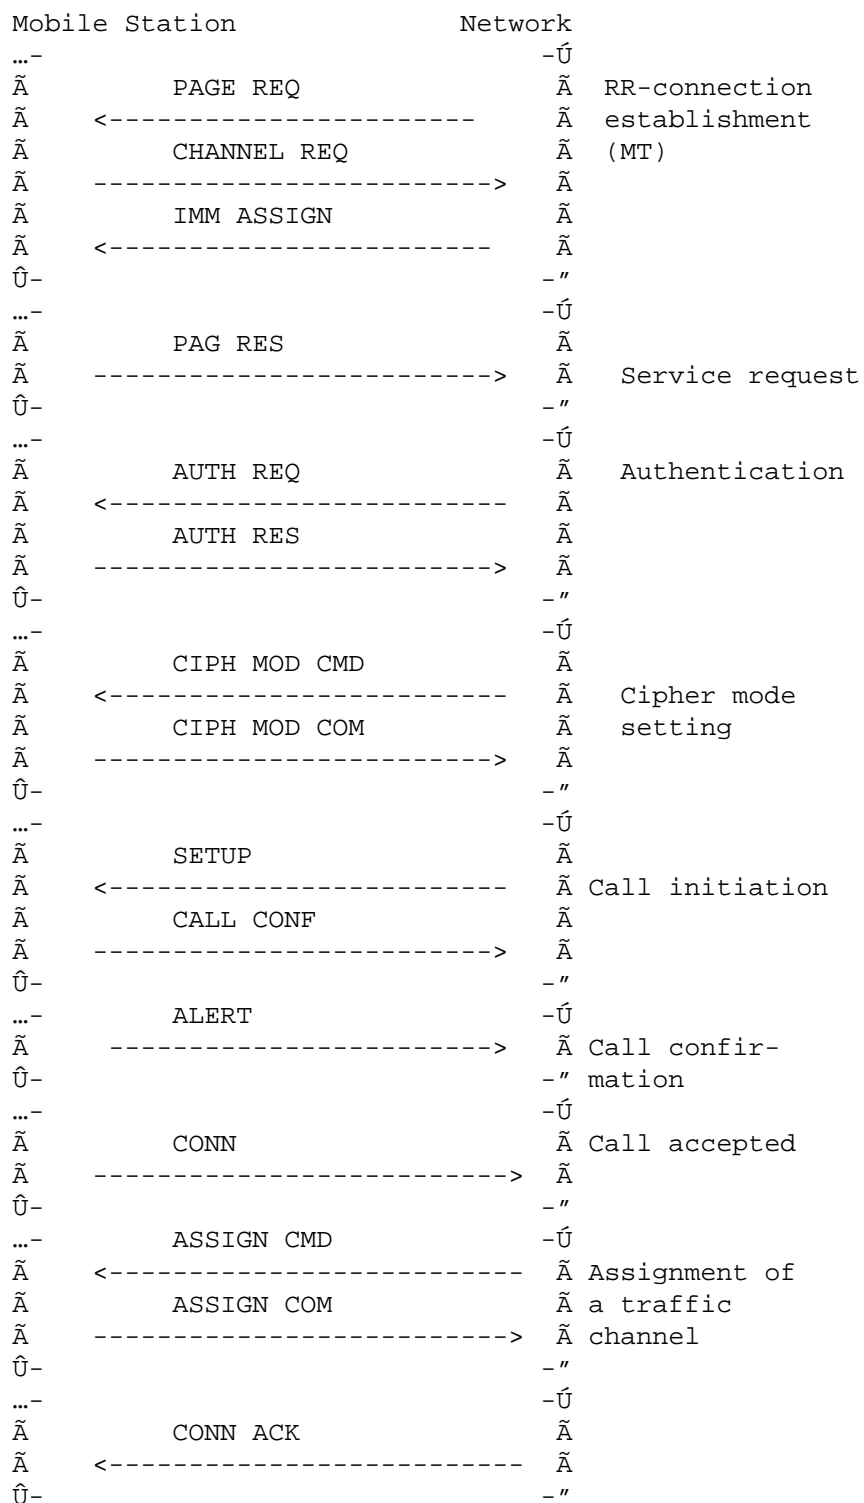 Mobile Station Network
…- -Ú
Ã PAGE REQ Ã RR-connection
Ã <----------------------- Ã establishment
Ã CHANNEL REQ Ã (MT)
Ã -------------------------> Ã
Ã IMM ASSIGN Ã
Ã <------------------------ Ã
Û- -"
…- -Ú
Ã PAG RES Ã
Ã -------------------------> Ã Service request
Û- -"
…- -Ú
Ã AUTH REQ Ã Authentication
Ã <------------------------- Ã
Ã AUTH RES Ã
Ã -------------------------> Ã
Û- -"
…- -Ú
Ã CIPH MOD CMD Ã
Ã <------------------------- Ã Cipher mode
Ã CIPH MOD COM Ã setting
Ã -------------------------> Ã
Û- -"
…- -Ú
Ã SETUP Ã
Ã <------------------------- Ã Call initiation
Ã CALL CONF Ã
Ã -------------------------> Ã
Û- -"
…- ALERT -Ú
Ã ------------------------> Ã Call confir-
Û- -" mation
…- -Ú
Ã CONN Ã Call accepted
Ã --------------------------> Ã
Û- -"
…- ASSIGN CMD -Ú
Ã <-------------------------- Ã Assignment of
Ã ASSIGN COM Ã a traffic
Ã --------------------------> Ã channel
Û- -"
…- -Ú
Ã CONN ACK Ã
Ã <-------------------------- Ã
Û- -"